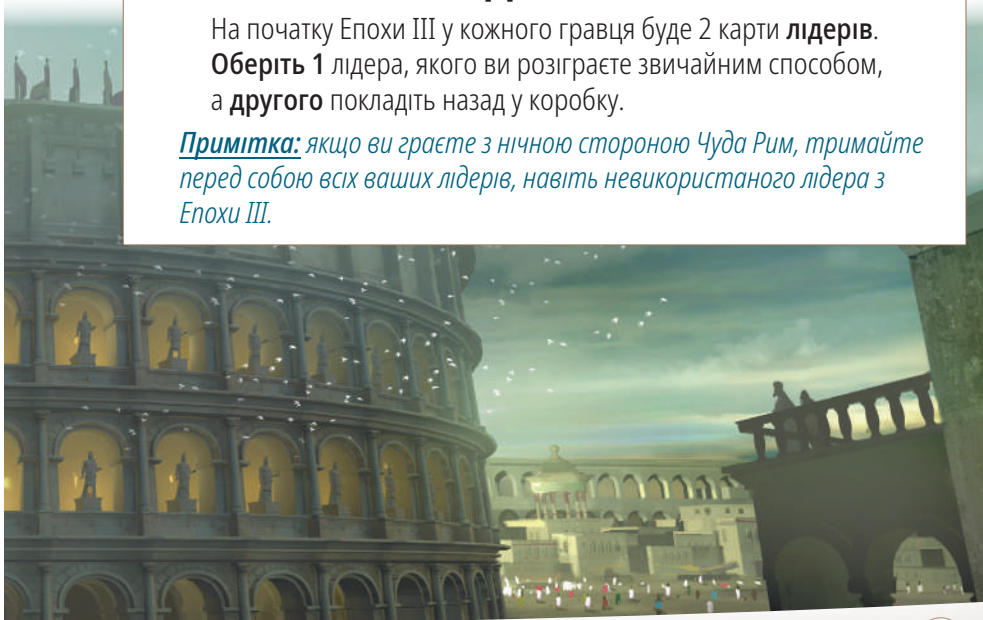 На початку Епохи III у кожного гравця буде 2 карти лідерів.
Оберіть 1 лідера, якого ви розіграєте звичайним способом,
а другого покладіть назад у коробку.
Примітка: якщо ви граєте з нічною стороною Чуда Рим, тримайте
перед собою всіх ваших лідерів, навіть невикористаного лідера з
Епохи III.